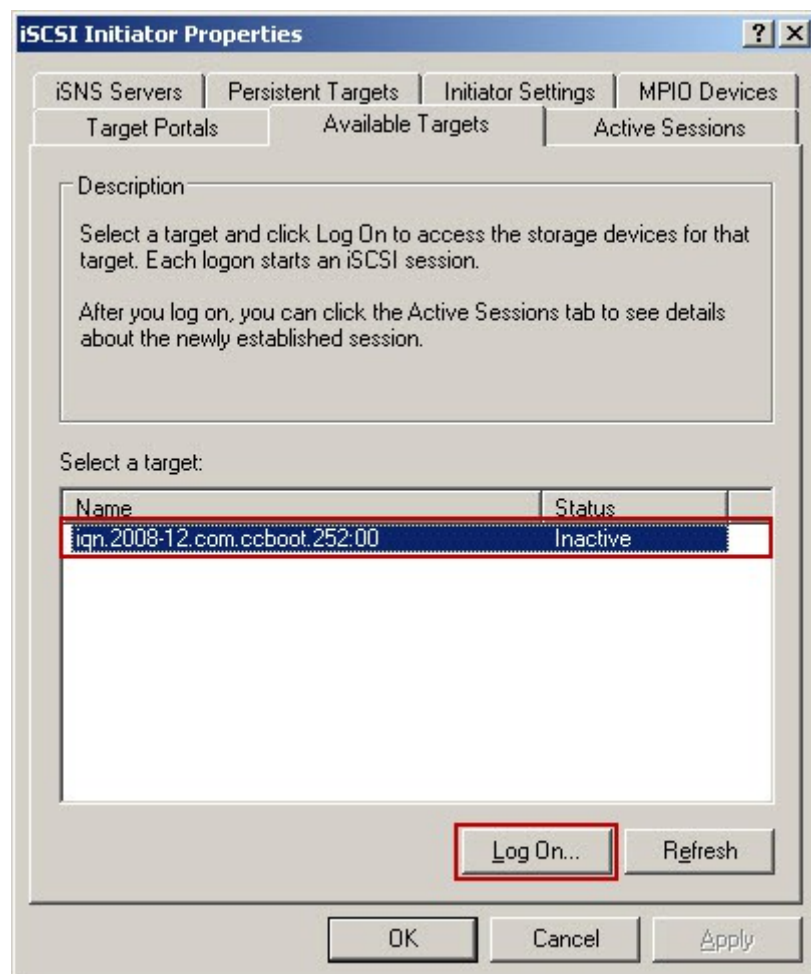 iSCSI Initiator Properties
iSNS Servers Persistent Targets Initiator Settings MPIO Devices
Target Portals Available Targets Active Sessions
Description
Select a target and click Log On to access the storage devices for that
target. Each logon starts an iSCSI session.
After you log on, you can click the Active Sessions tab to see details
about the newly established session.
Select a target:
Name Status
iqn.2008-12.com.ccboot.252:00 Inactive
Log On... Refresh
OK Cancel Apply